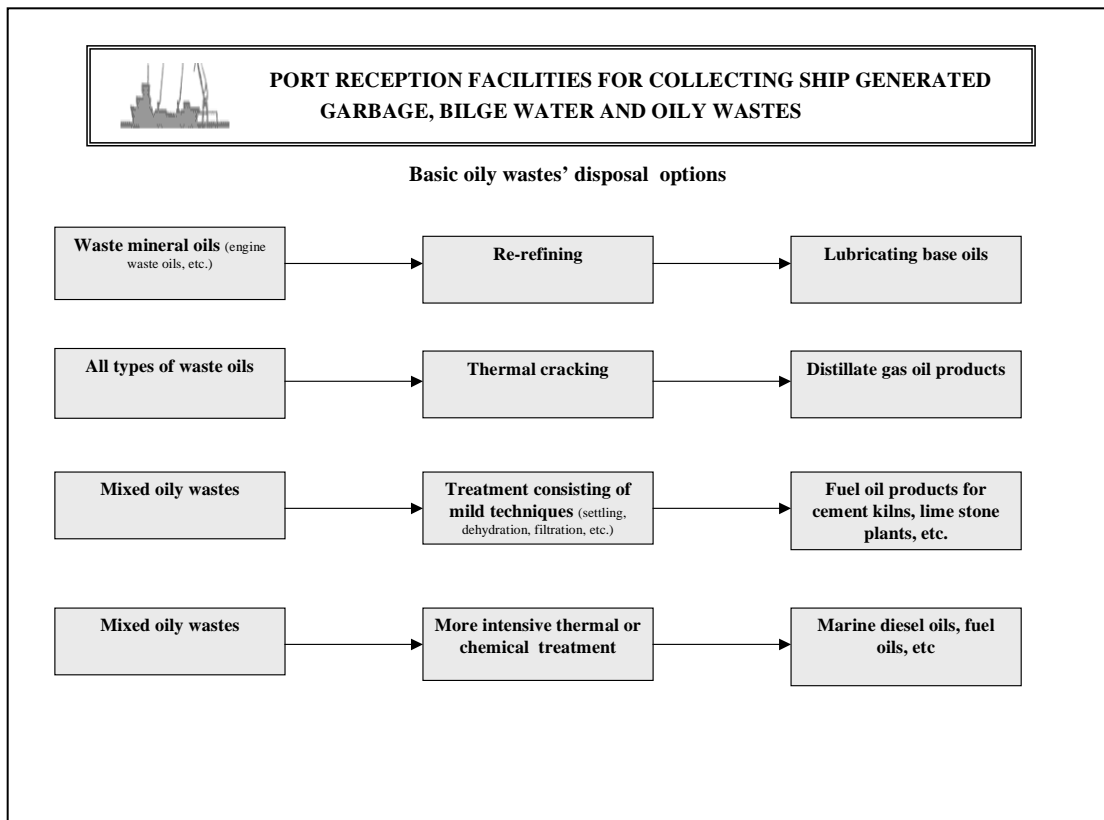 PORT RECEPTION FACILITIES FOR COLLECTING SHIP GENERATED
GARBAGE, BILGE WATER AND OILY WASTES
Basic oily wastes’ disposal options
Waste mineral oils (engine
waste oils, etc.)
Re-refining
Lubricating base oils
All types of waste oils
Thermal cracking
Distillate gas oil products
Mixed oily wastes
Treatment consisting of
mild techniques (settling,
dehydration, filtration, etc.)
Fuel oil products for
cement kilns, lime stone
plants, etc.
Mixed oily wastes
More intensive thermal or
chemical treatment
Marine diesel oils, fuel
oils, etc